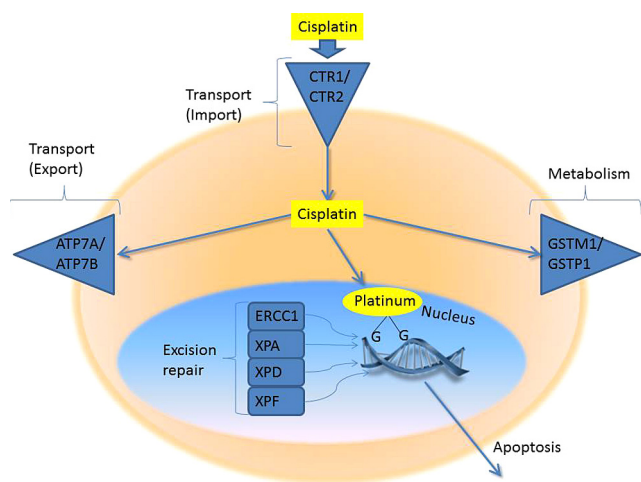 Cisplatin
CTR1/
CTR2
Transport
(Import)
Transport
(Export)
Metabolism
Cisplatin
ATP7A/
ATP7B
GSTM1/
GSTP1
Platinum
Nucleus
G G
ERCC1
XPA
XPD
XPF
Excision
repair
Apoptosis